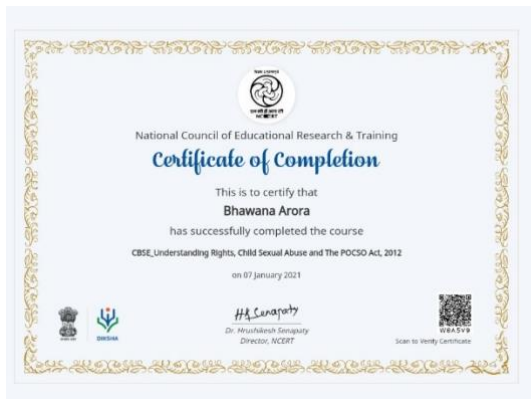 NCERT
National Council of Educational Research & Training
Certificate of Completion
This is to certify that
Bhawana Arora
has successfully completed the course
CBSE_Understanding Rights, Child Sexual Abuse and The POCSO Act, 2012
on 07 January 2021
DIKSHA
Dr. Hrushikesh Senapaty
Director, NCERT
Scan to Verify Certificate